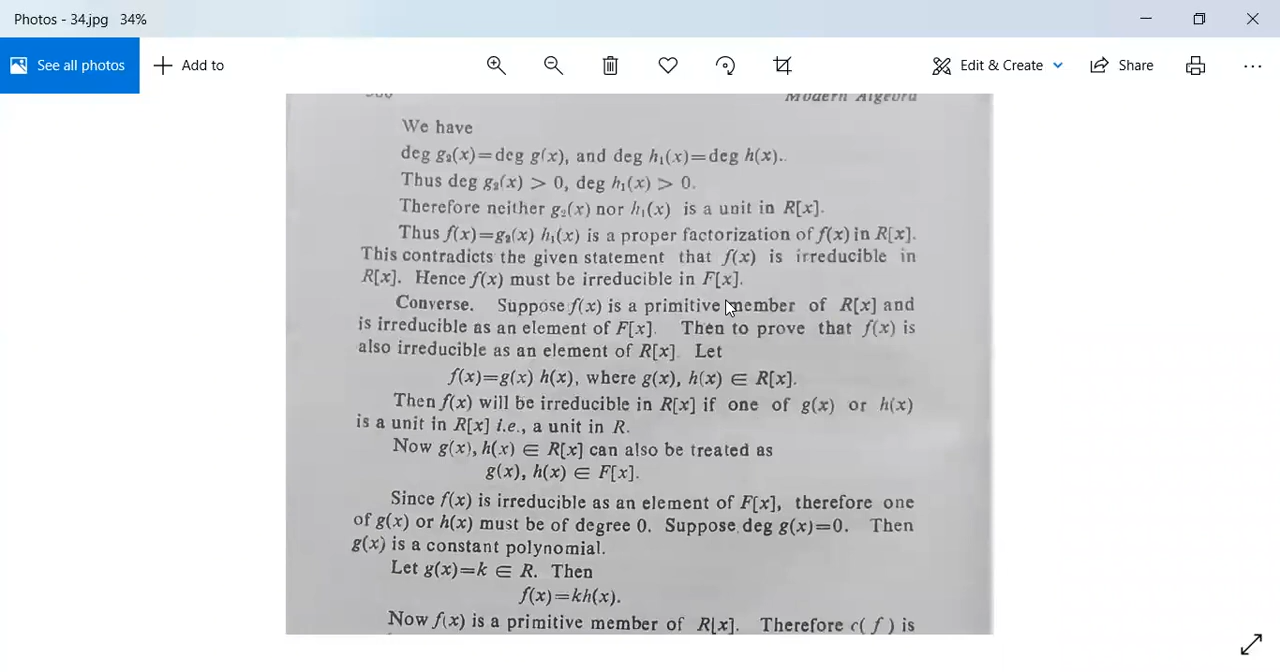 Photos - 34.jpg 34%
See all photos
Add to
Edit & Create
Share
Modern Algebra
We have
deg g₂(x)=deg g(x), and deg h₁(x)=deg h(x).
Thus deg g₂(x) > 0, deg h₁(x) > 0.
Therefore neither g₂(x) nor h₁(x) is a unit in R[x].
Thus f(x)=g₂(x) h₁(x) is a proper factorization of f(x) in R[x].
This contradicts the given statement that f(x) is irreducible in
R[x]. Hence f(x) must be irreducible in F[x].
Converse. Suppose f(x) is a primitive member of R[x] and
is irreducible as an element of F[x]. Then to prove that f(x) is
also irreducible as an element of R[x]. Let
f(x)=g(x) h(x), where g(x), h(x) ∈ R[x].
Then f(x) will be irreducible in R[x] if one of g(x) or h(x)
is a unit in R[x] i.e., a unit in R.
Now g(x), h(x) ∈ R[x] can also be treated as
g(x), h(x) ∈ F[x].
Since f(x) is irreducible as an element of F[x], therefore one
of g(x) or h(x) must be of degree 0. Suppose deg g(x)=0. Then
g(x) is a constant polynomial.
Let g(x)=k ∈ R. Then
f(x)=kh(x).
Now f(x) is a primitive member of R[x]. Therefore c( f ) is